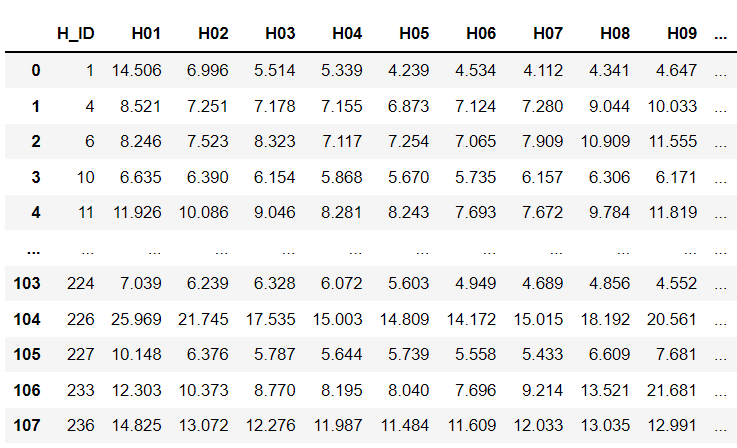 H_ID H01 H02 H03 H04 H05 H06 H07 H08 H09 ...
0 1 14.506 6.996 5.514 5.339 4.239 4.534 4.112 4.341 4.647 ...
1 4 8.521 7.251 7.178 7.155 6.873 7.124 7.280 9.044 10.033 ...
2 6 8.246 7.523 8.323 7.117 7.254 7.065 7.909 10.909 11.555 ...
3 10 6.635 6.390 6.154 5.868 5.670 5.735 6.157 6.306 6.171 ...
4 11 11.926 10.086 9.046 8.281 8.243 7.693 7.672 9.784 11.819 ...
... ... ... ... ... ... ... ... ... ... ... ...
103 224 7.039 6.239 6.328 6.072 5.603 4.949 4.689 4.856 4.552 ...
104 226 25.969 21.745 17.535 15.003 14.809 14.172 15.015 18.192 20.561 ...
105 227 10.148 6.376 5.787 5.644 5.739 5.558 5.433 6.609 7.681 ...
106 233 12.303 10.373 8.770 8.195 8.040 7.696 9.214 13.521 21.681 ...
107 236 14.825 13.072 12.276 11.987 11.484 11.609 12.033 13.035 12.991 ...